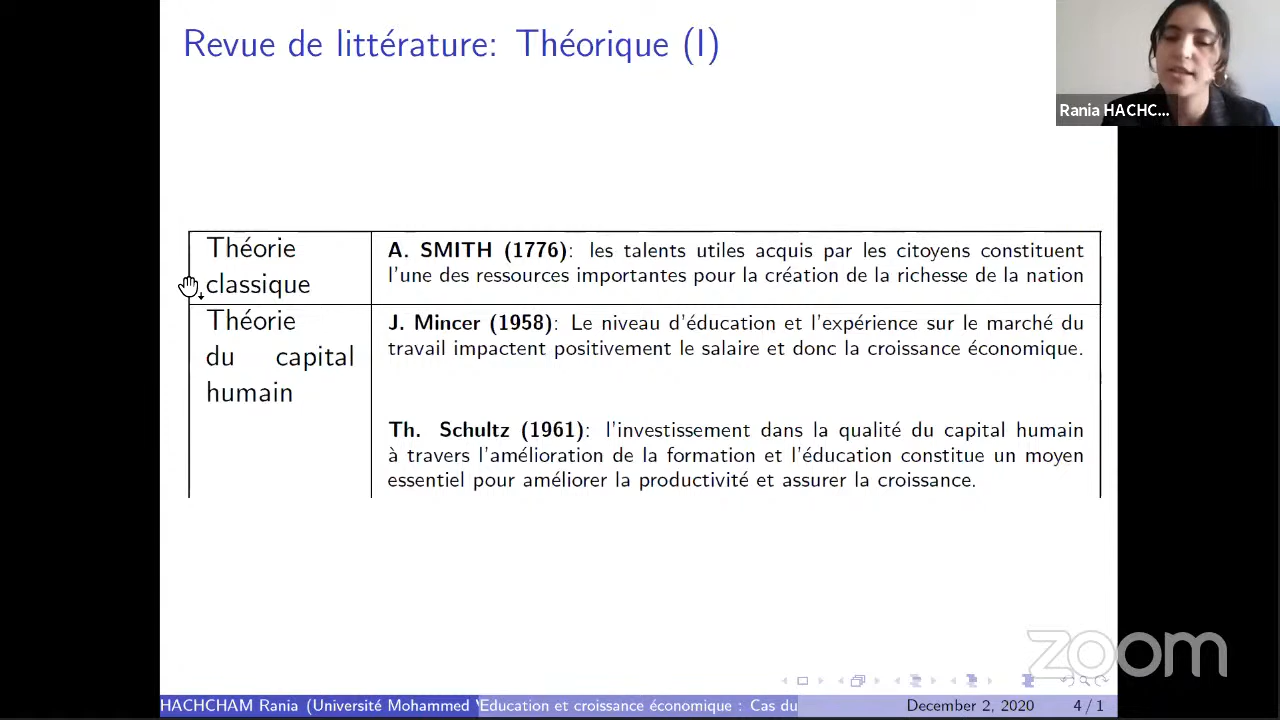 Revue de littérature: Théorique (I)
Rania HACHC...
Théorie
classique
A. SMITH (1776): les talents utiles acquis par les citoyens constituent
l'une des ressources importantes pour la création de la richesse de la nation
Théorie
du capital
humain
J. Mincer (1958): Le niveau d'éducation et l'expérience sur le marché du
travail impactent positivement le salaire et donc la croissance économique.
Th. Schultz (1961): l'investissement dans la qualité du capital humain
à travers l'amélioration de la formation et l'éducation constitue un moyen
essentiel pour améliorer la productivité et assurer la croissance.
zoom
HACHCHAM Rania (Université Mohammed V Education et croissance économique : Cas du December 2, 2020 4 / 1